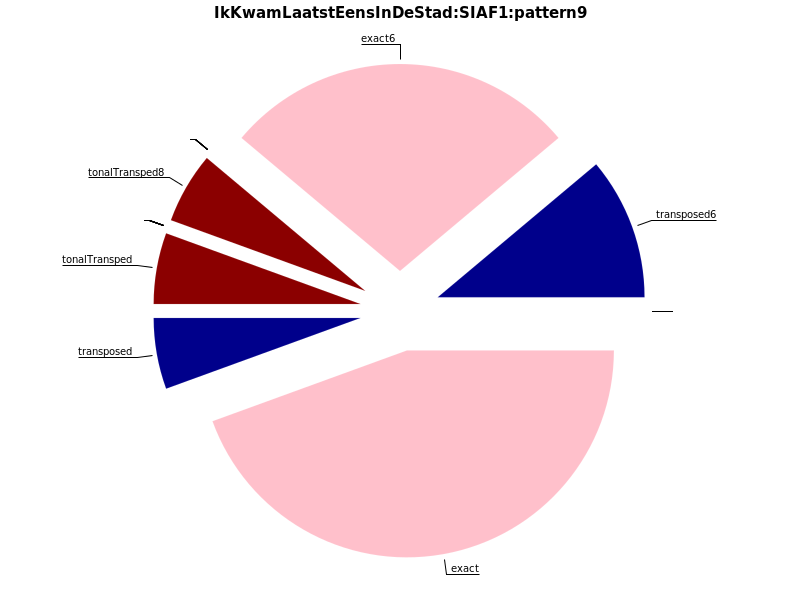 IkKwamLaatstEensInDeStad:SIAF1:pattern9
exact6
tonalTransped8
transposed6
tonalTransped
transposed
exact